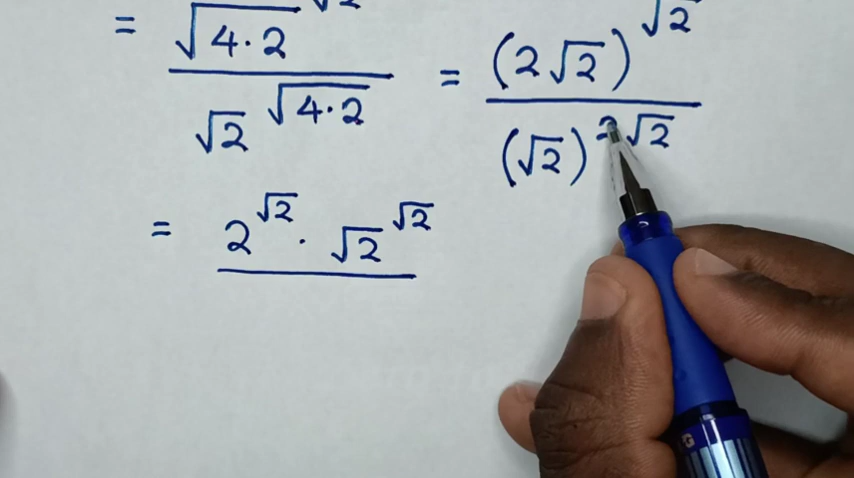 = √(4·2)^√2 / √2^√(4·2) = (2√2)^√2 / (√2)^2√2
= 2^√2 · √2^√2
G